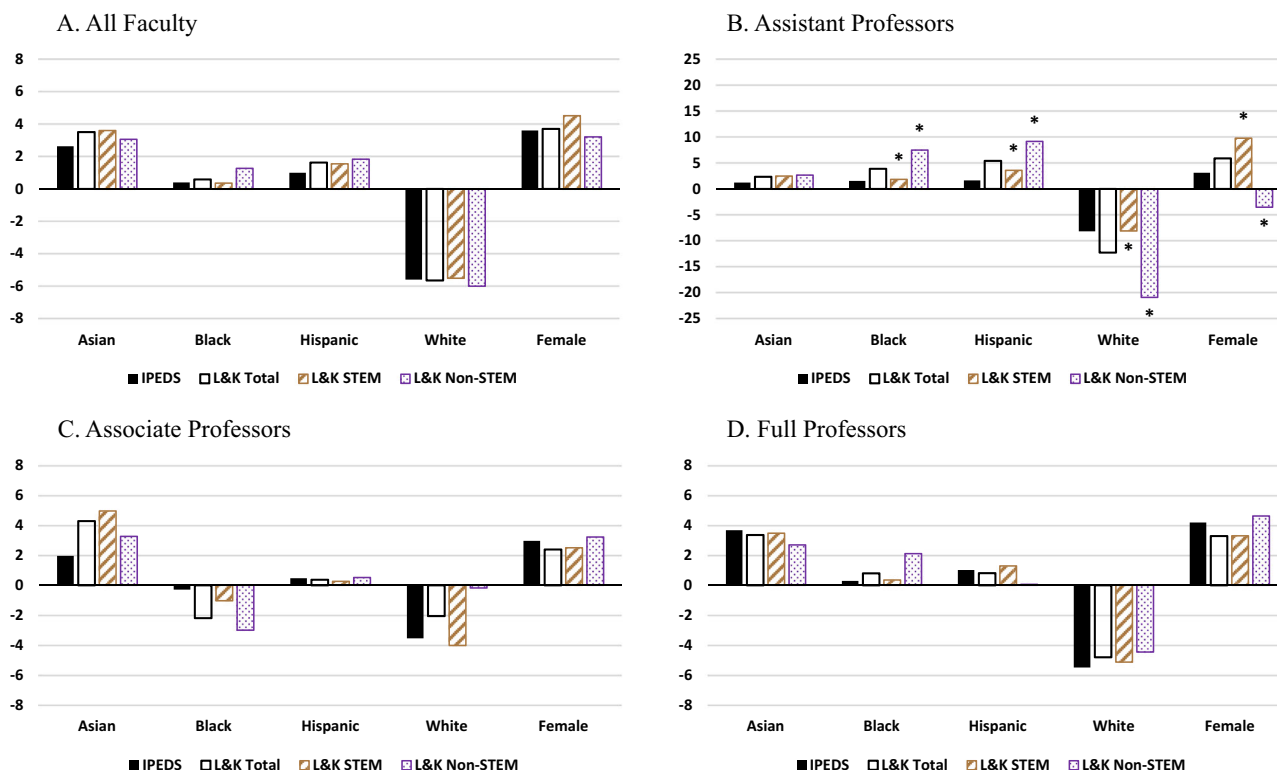 A. All Faculty
8
6
4
2
0
-2
-4
-6
-8
Asian Black Hispanic White Female
IPEDS L&K Total L&K STEM L&K Non-STEM
B. Assistant Professors
25
20
15
10
5
0
-5
-10
-15
-20
-25
* * * * * * * *
Asian Black Hispanic White Female
IPEDS L&K Total L&K STEM L&K Non-STEM
C. Associate Professors
8
6
4
2
0
-2
-4
-6
-8
Asian Black Hispanic White Female
IPEDS L&K Total L&K STEM L&K Non-STEM
D. Full Professors
8
6
4
2
0
-2
-4
-6
-8
Asian Black Hispanic White Female
IPEDS L&K Total L&K STEM L&K Non-STEM